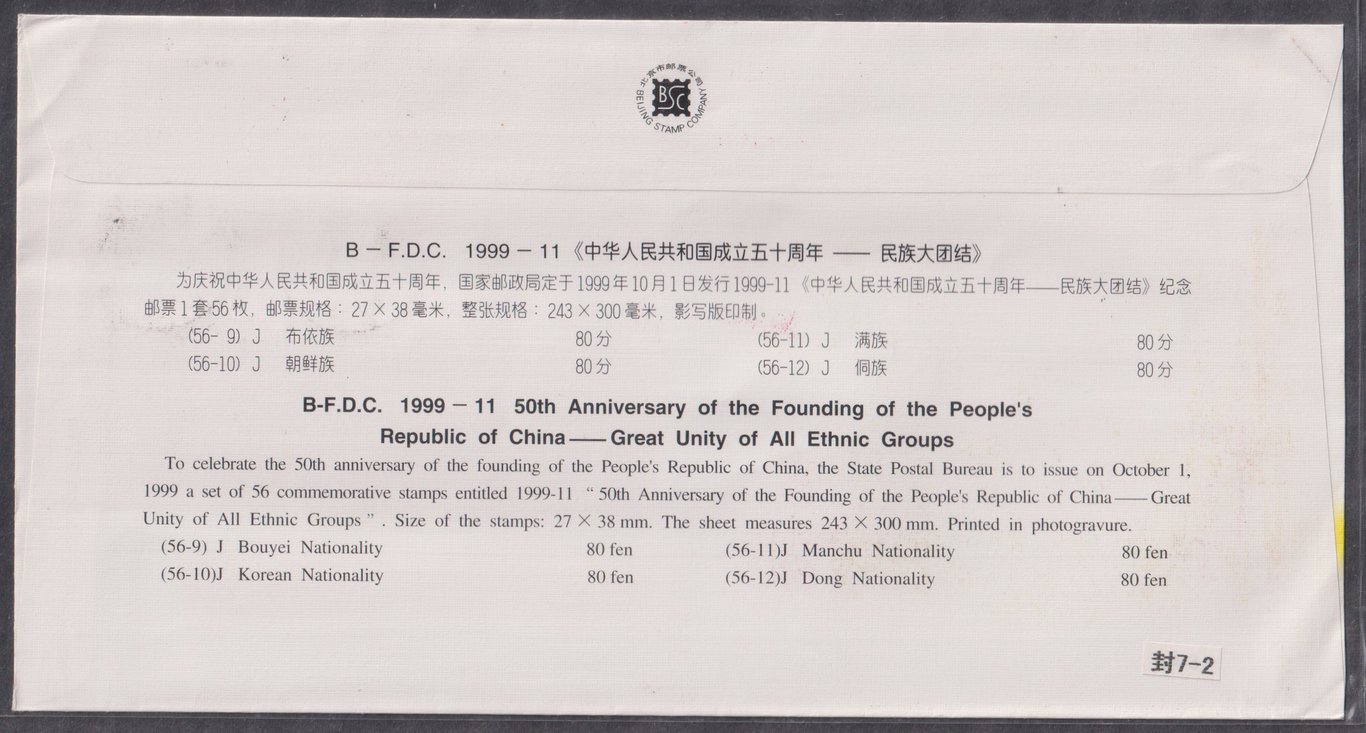 北京市邮票公司
BSC
BEIJING STAMP COMPANY
B — F.D.C. 1999 — 11《中华人民共和国成立五十周年 —— 民族大团结》
为庆祝中华人民共和国成立五十周年，国家邮政局定于1999年10月1日发行1999-11《中华人民共和国成立五十周年——民族大团结》纪念
邮票1套56枚，邮票规格：27×38毫米，整张规格：243×300毫米，影写版印制。
(56- 9) J 布依族 80分 (56-11) J 满族 80分
(56-10) J 朝鲜族 80分 (56-12) J 侗族 80分
B-F.D.C. 1999 — 11 50th Anniversary of the Founding of the People's
Republic of China —— Great Unity of All Ethnic Groups
To celebrate the 50th anniversary of the founding of the People's Republic of China, the State Postal Bureau is to issue on October 1,
1999 a set of 56 commemorative stamps entitled 1999-11 “50th Anniversary of the Founding of the People's Republic of China——Great
Unity of All Ethnic Groups”. Size of the stamps: 27×38 mm. The sheet measures 243×300 mm. Printed in photogravure.
(56-9) J Bouyei Nationality 80 fen (56-11)J Manchu Nationality 80 fen
(56-10)J Korean Nationality 80 fen (56-12)J Dong Nationality 80 fen
封7-2